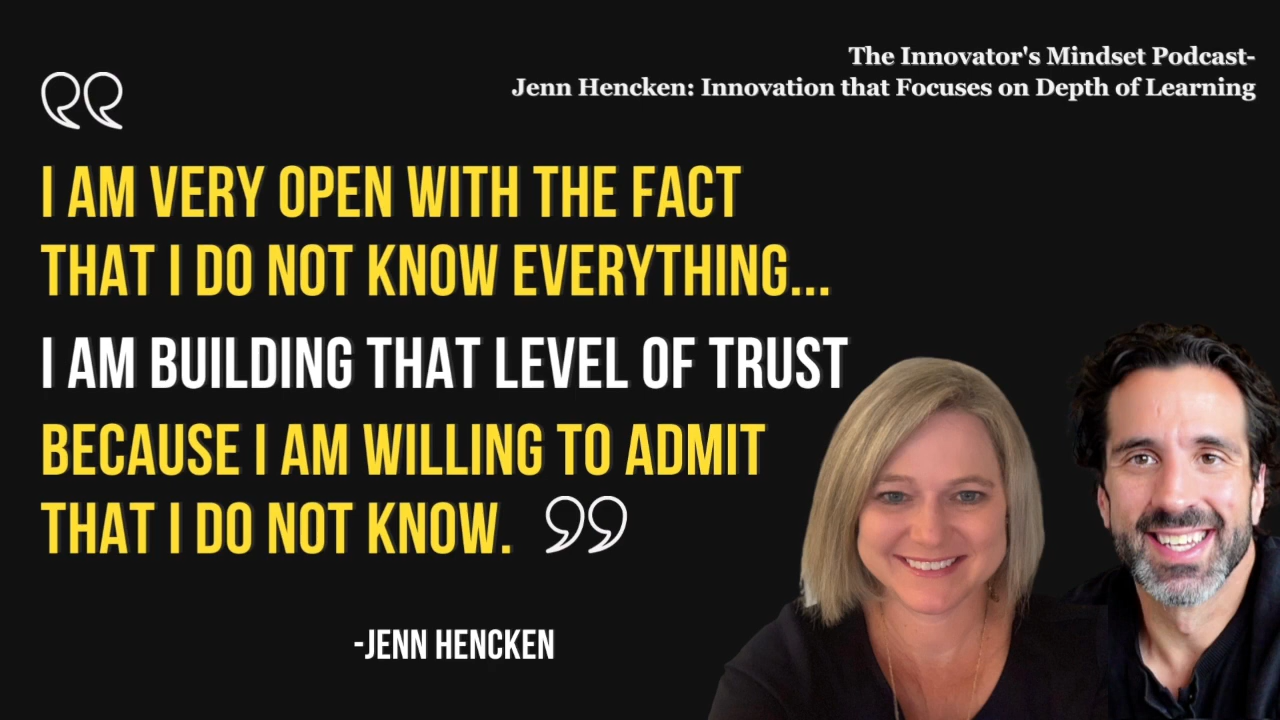 The Innovator's Mindset Podcast-
Jenn Hencken: Innovation that Focuses on Depth of Learning
I AM VERY OPEN WITH THE FACT
THAT I DO NOT KNOW EVERYTHING...
I AM BUILDING THAT LEVEL OF TRUST
BECAUSE I AM WILLING TO ADMIT
THAT I DO NOT KNOW.
-JENN HENCKEN